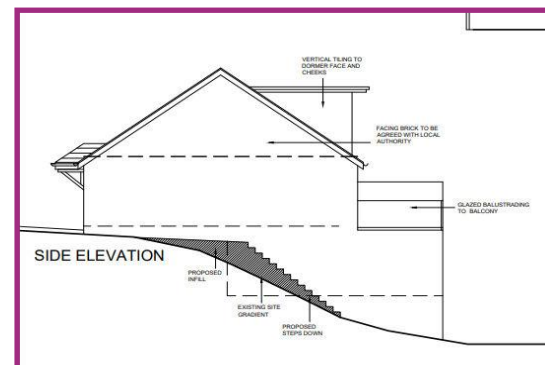 VERTICAL TILING TO
DORMER FACE AND
CHEEKS
FACING BRICK TO BE
AGREED WITH LOCAL
AUTHORITY
GLAZED BALUSTRADING
TO BALCONY
SIDE ELEVATION
PROPOSED
INFILL
EXISTING SITE
GRADIENT
PROPOSED
STEPS DOWN